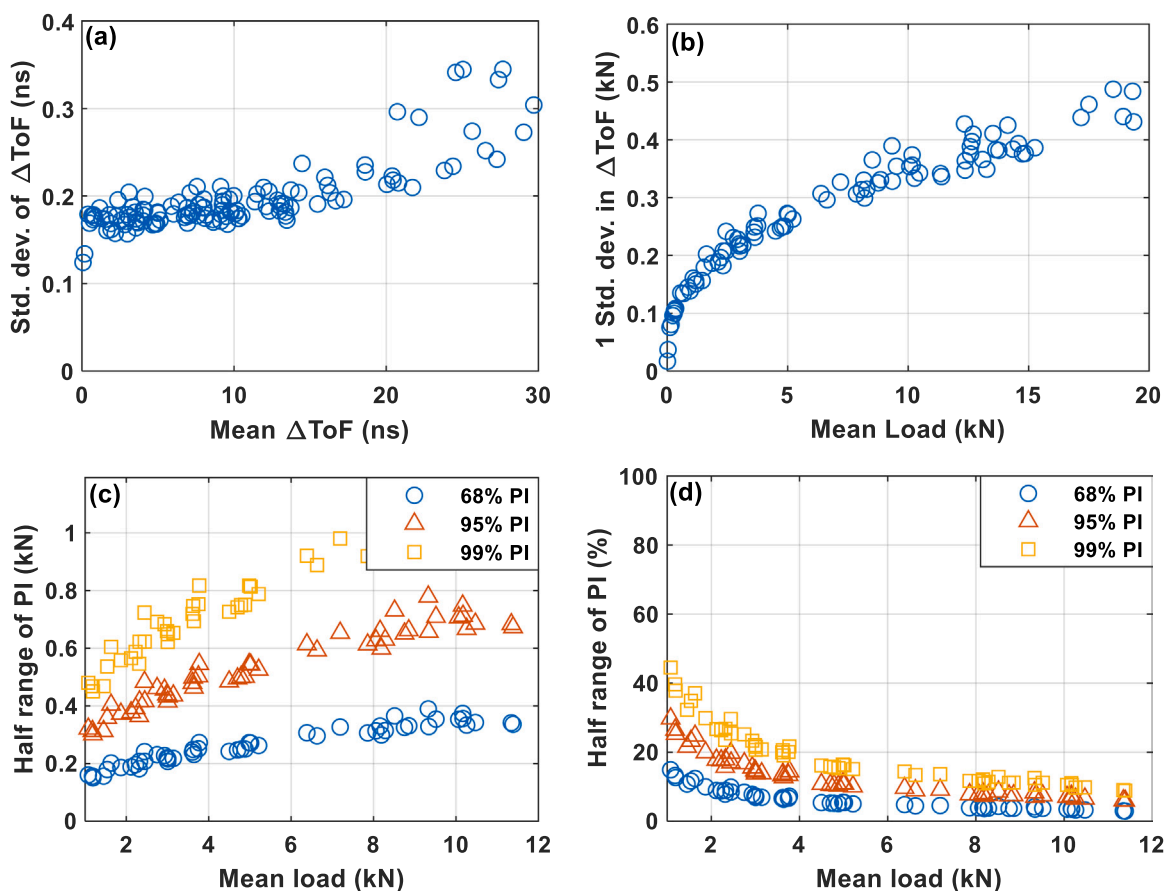 (a)
0.4
0.3
0.2
0.1
0
Std. dev. of ΔToF (ns)
0 10 20 30
Mean ΔToF (ns)
(b)
0.6
0.5
0.4
0.3
0.2
0.1
0
1 Std. dev. in ΔToF (kN)
0 5 10 15 20
Mean Load (kN)
(c)
68% PI
95% PI
99% PI
1
0.8
0.6
0.4
0.2
0
Half range of PI (kN)
2 4 6 8 10 12
Mean load (kN)
(d)
68% PI
95% PI
99% PI
100
80
60
40
20
0
Half range of PI (%)
2 4 6 8 10 12
Mean load (kN)